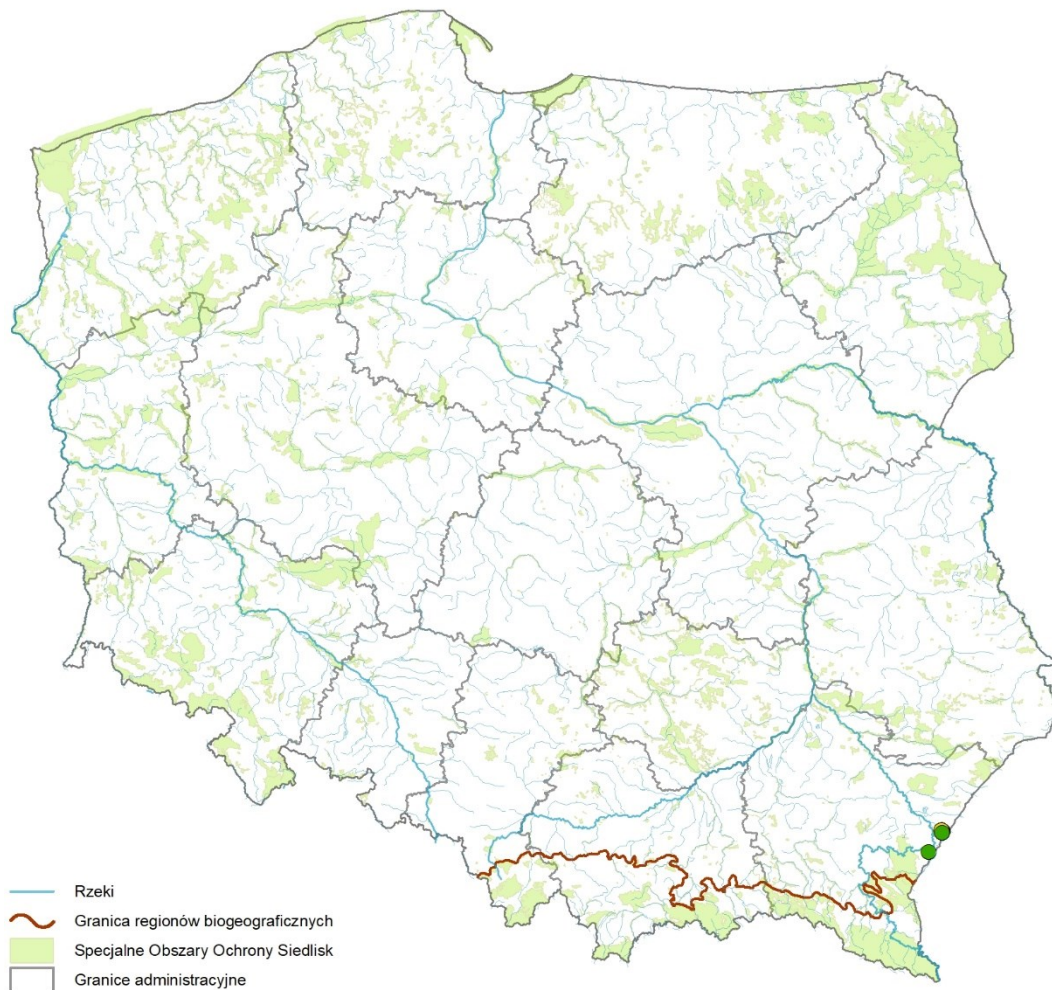 Rzeki
Granica regionów biogeograficznych
Specjalne Obszary Ochrony Siedlisk
Granice administracyjne